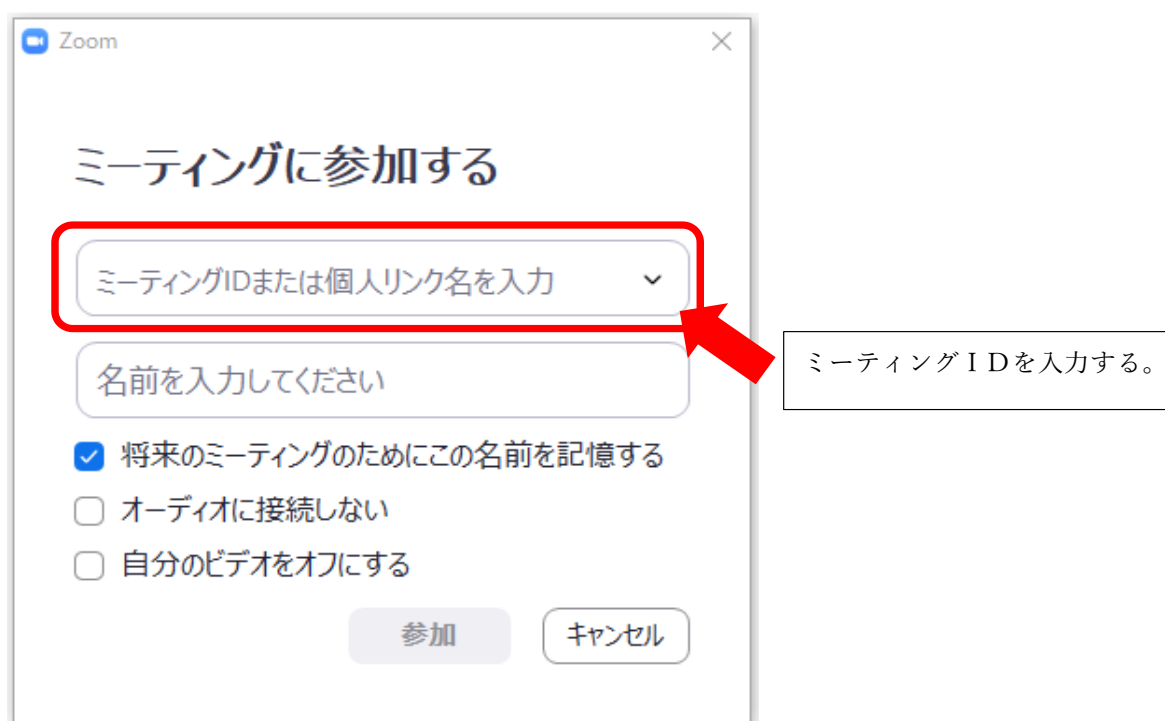 Zoom
ミーティングに参加する
ミーティングIDまたは個人リンク名を入力
ミーティングＩＤを入力する。
名前を入力してください
将来のミーティングのためにこの名前を記憶する
オーディオに接続しない
自分のビデオをオフにする
参加
キャンセル